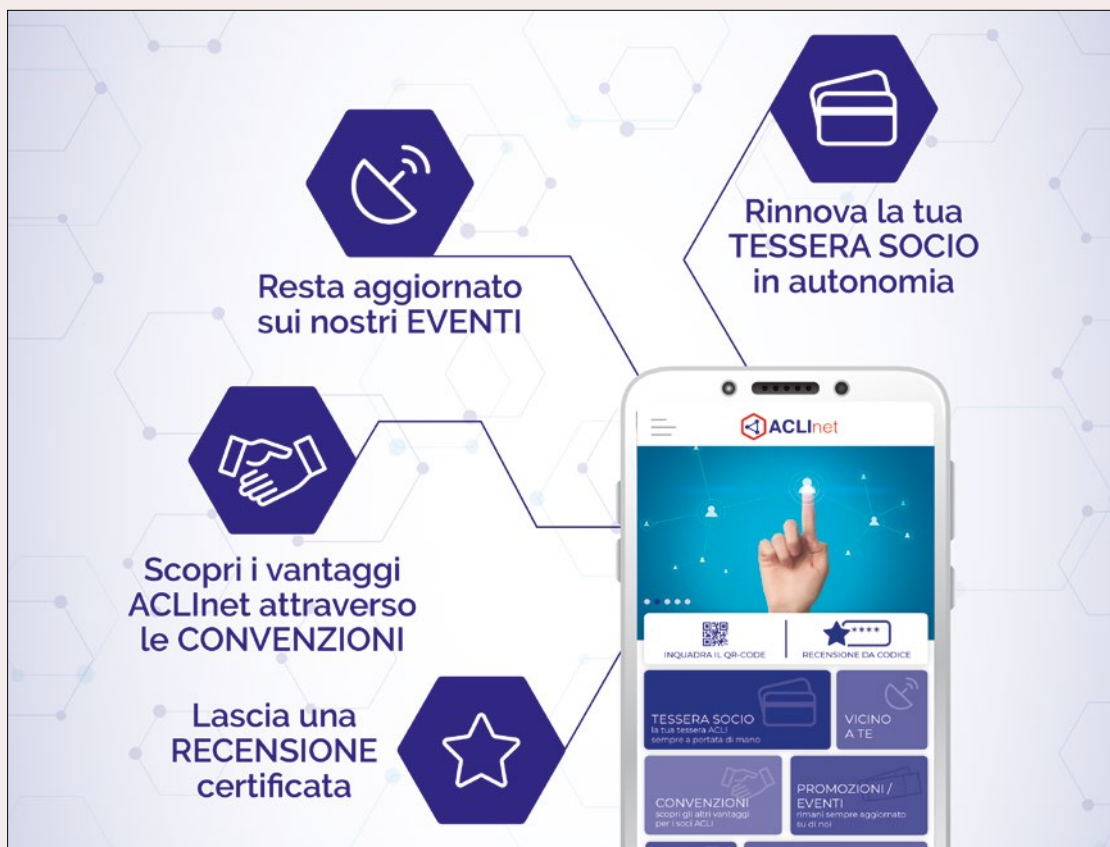 Rinnova la tua
TESSERA SOCIO
in autonomia
Resta aggiornato
sui nostri EVENTI
Scopri i vantaggi
ACLInet attraverso
le CONVENZIONI
Lascia una
RECENSIONE
certificata
ACLInet
****
INQUADRA IL QR-CODE
RECENSIONE DA CODICE
TESSERA SOCIO
la tua tessera ACLI
sempre a portata di mano
VICINO
A TE
CONVENZIONI
scopri gli altri vantaggi
per i soci ACLI
PROMOZIONI /
EVENTI
rimani sempre aggiornato
su di noi